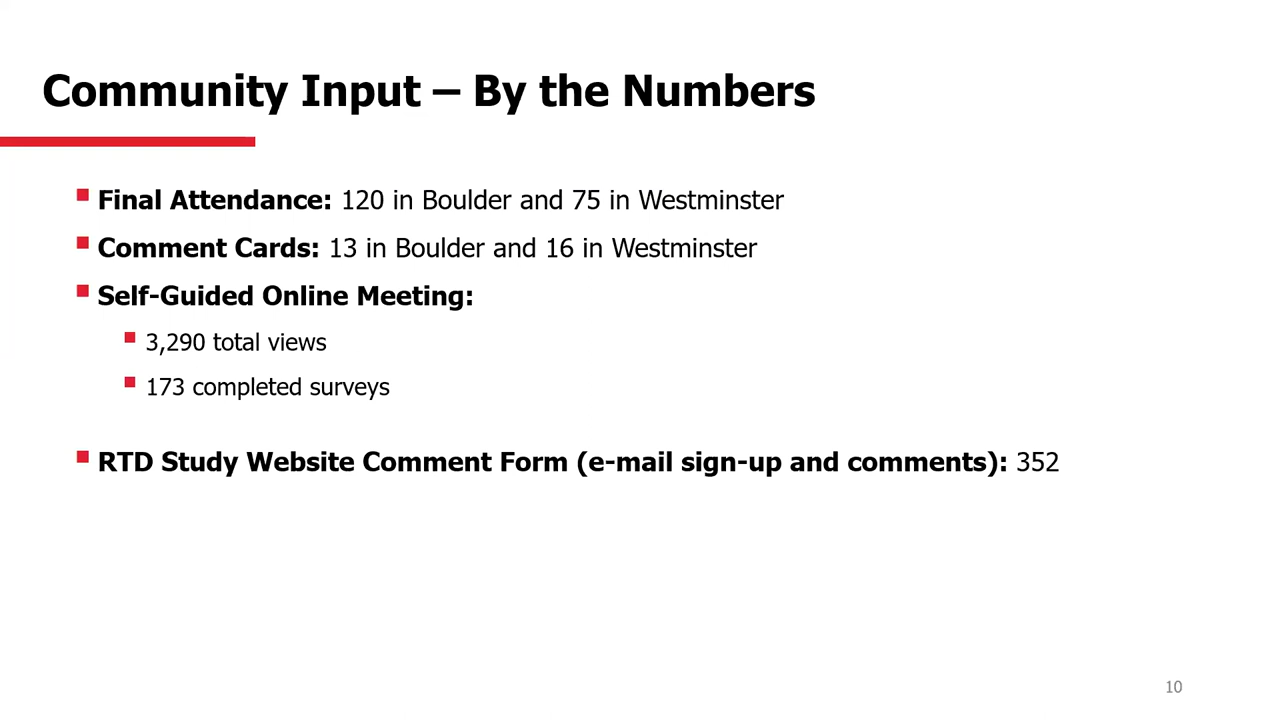 Community Input – By the Numbers
Final Attendance: 120 in Boulder and 75 in Westminster
Comment Cards: 13 in Boulder and 16 in Westminster
Self-Guided Online Meeting:
3,290 total views
173 completed surveys
RTD Study Website Comment Form (e-mail sign-up and comments): 352
10